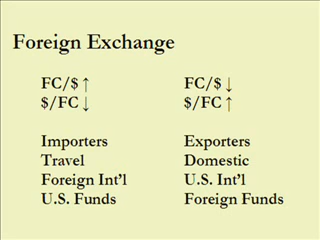 Foreign Exchange
FC/$ ↑
$/FC ↓
Importers
Travel
Foreign Int'l
U.S. Funds
FC/$ ↓
$/FC ↑
Exporters
Domestic
U.S. Int'l
Foreign Funds